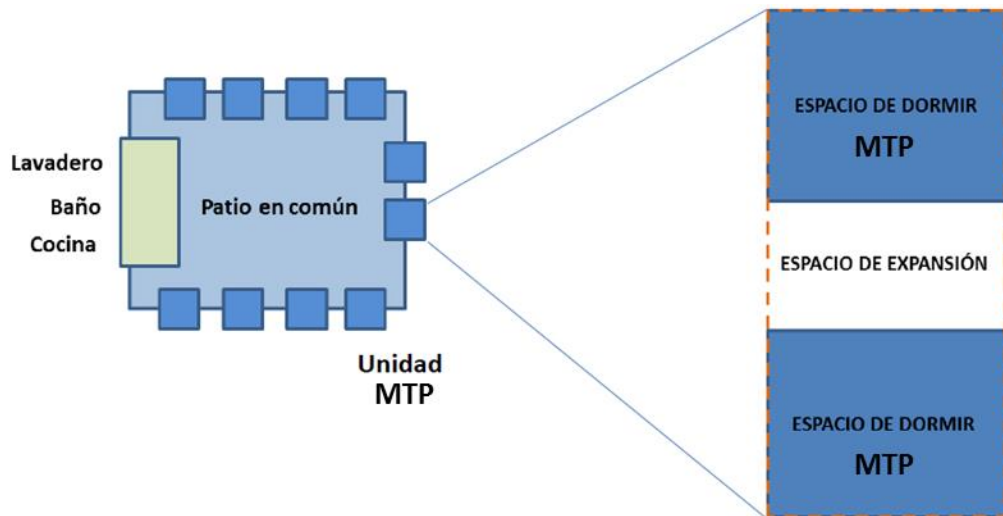 Lavadero
Baño
Cocina
Patio en común
Unidad
MTP
ESPACIO DE DORMIR
MTP
ESPACIO DE EXPANSIÓN
ESPACIO DE DORMIR
MTP